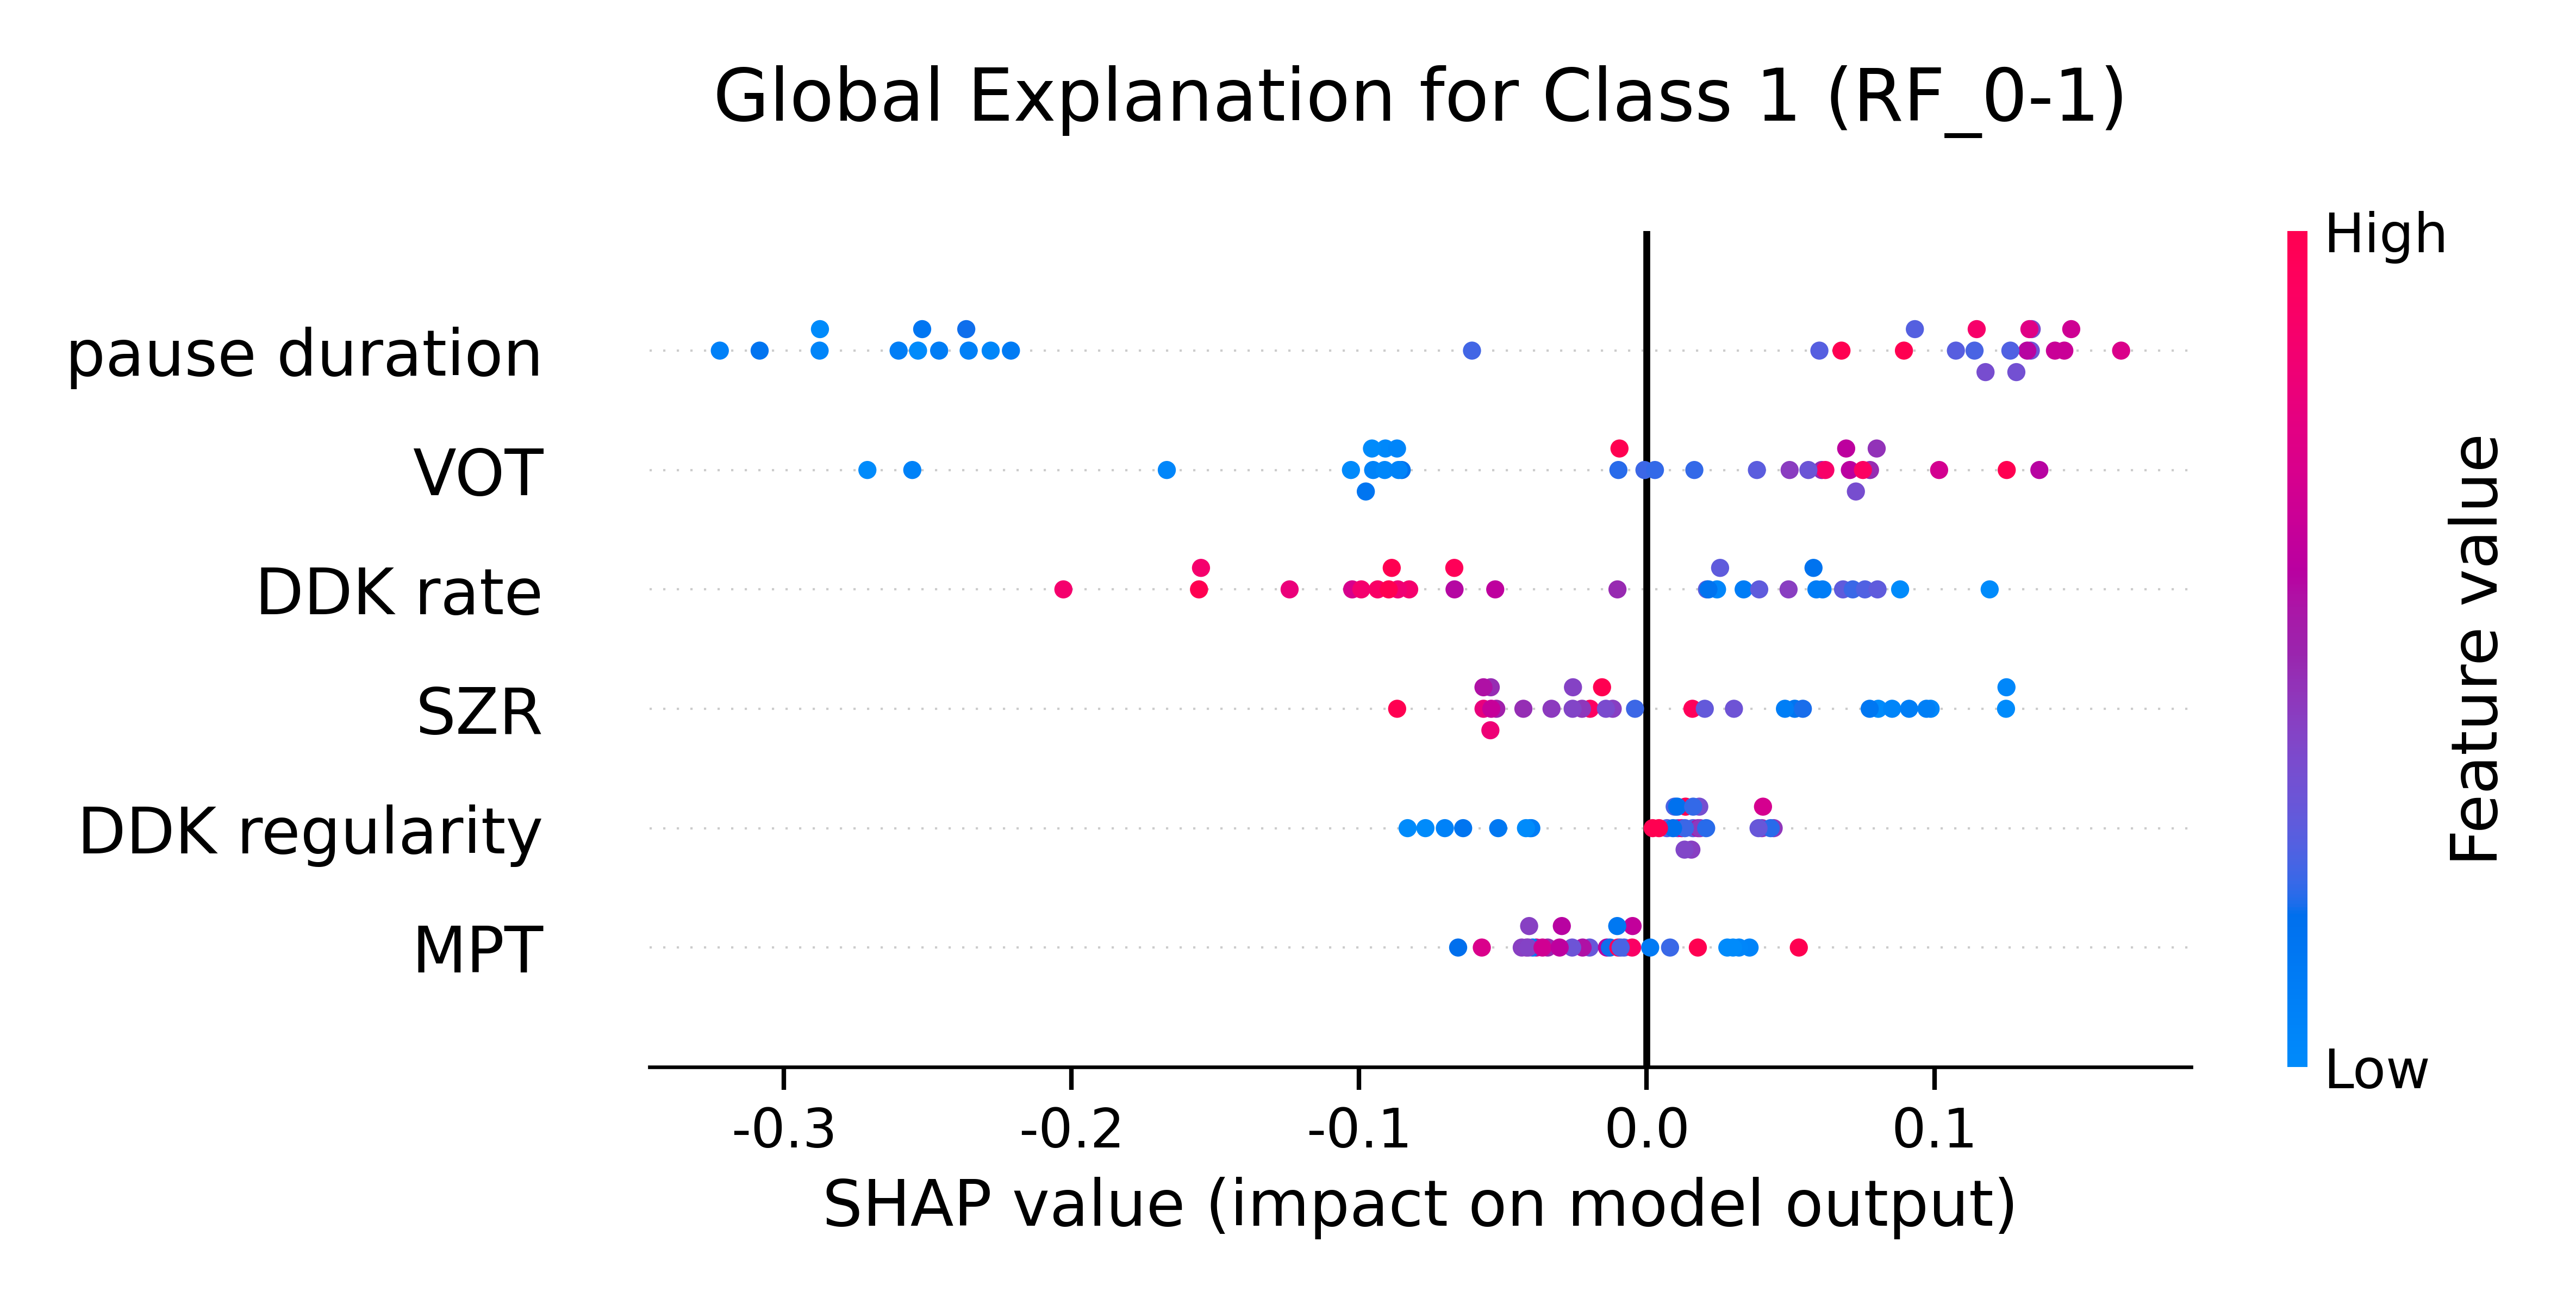 Global Explanation for Class 1 (RF_0-1)
High
pause duration
VOT
DDK rate
SZR
DDK regularity
MPT
Feature value
Low
-0.3 -0.2 -0.1 0.0 0.1
SHAP value (impact on model output)